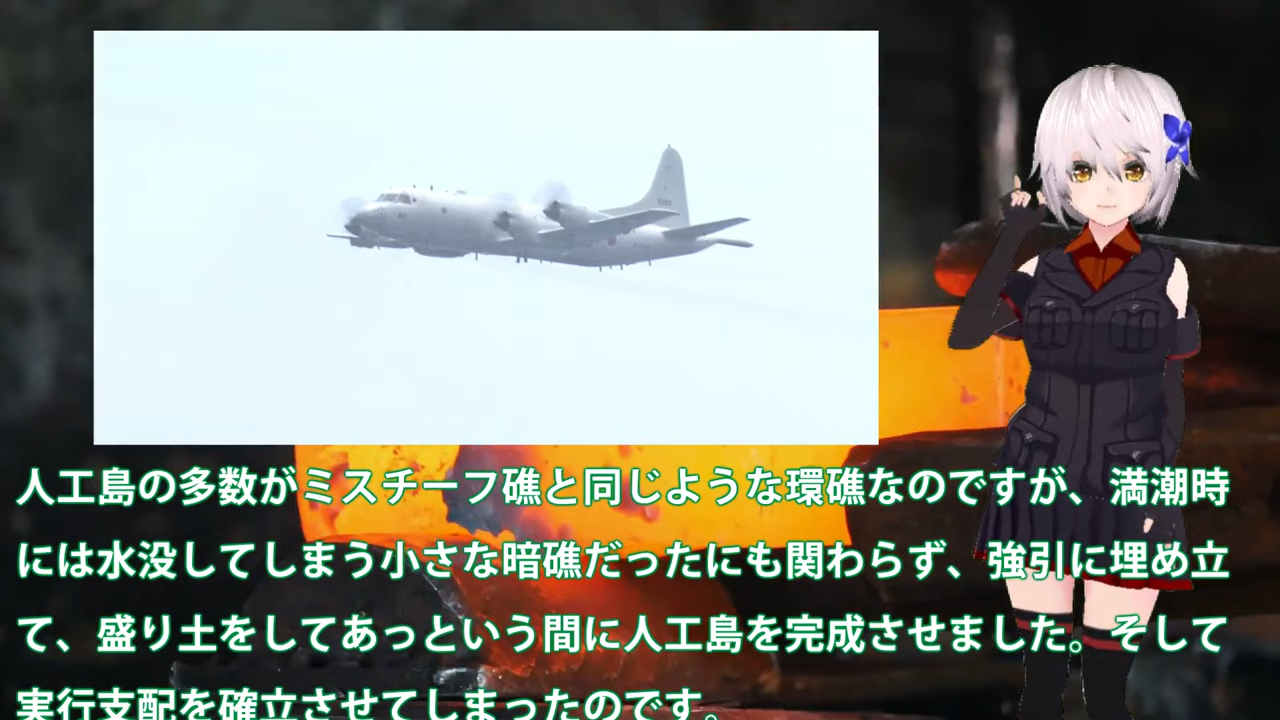 人工島の多数がミスチーフ礁と同じような環礁なのですが、満潮時
には水没してしまう小さな暗礁だったにも関わらず、強引に埋め立
て、盛り土をしてあっという間に人工島を完成させました。そして
実行支配を確立させてしまったのです。